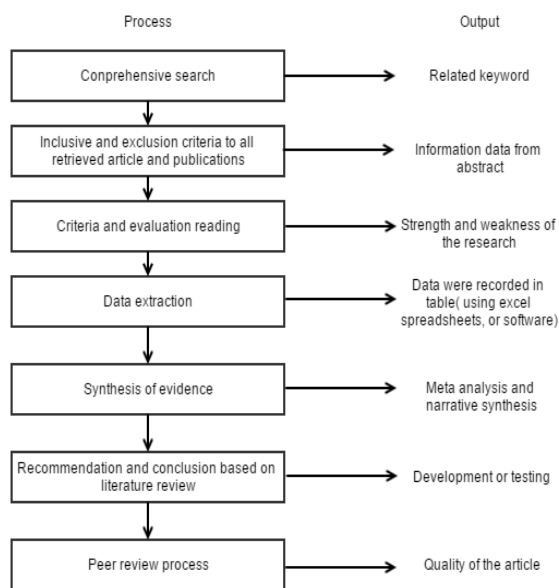 Process
Output
Conprehensive search
Related keyword
Inclusive and exclusion criteria to all
retrieved article and publications
Information data from
abstract
Criteria and evaluation reading
Strength and weakness of
the research
Data extraction
Data were recorded in
table( using excel
spreadsheets, or software)
Synthesis of evidence
Meta analysis and
narrative synthesis
Recommendation and conclusion based on
literature review
Development or testing
Peer review process
Quality of the article